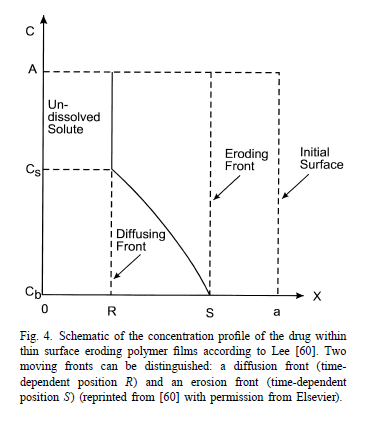 C
A
Un-
dissolved
Solute
Eroding
Front
Initial
Surface
Cs
Diffusing
Front
Cb
X
0
R
S
a
Fig. 4. Schematic of the concentration profile of the drug within
thin surface eroding polymer films according to Lee [60]. Two
moving fronts can be distinguished: a diffusion front (time-
dependent position R) and an erosion front (time-dependent
position S) (reprinted from [60] with permission from Elsevier).